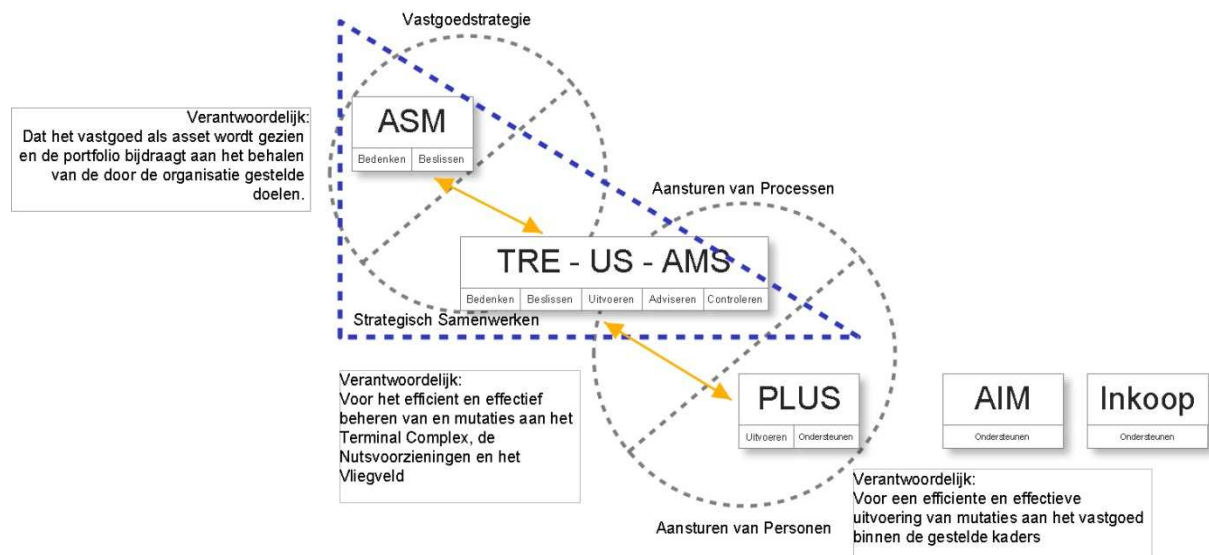 Vastgoedstrategie
Verantwoordelijk:
Dat het vastgoed als asset wordt gezien
en de portfolio bijdraagt aan het behalen
van de door de organisatie gestelde
doelen.
ASM
Bedenken Beslissen
Aansturen van Processen
TRE - US - AMS
Bedenken Beslissen Uitvoeren Adviseren Controleren
Strategisch Samenwerken
Verantwoordelijk:
Voor het efficient en effectief
beheren van en mutaties aan het
Terminal Complex, de
Nutsvoorzieningen en het
Vliegveld
PLUS
Uitvoeren Ondersteunen
AIM
Ondersteunen
Inkoop
Ondersteunen
Aansturen van Personen
Verantwoordelijk:
Voor een efficiente en effectieve
uitvoering van mutaties aan het vastgoed
binnen de gestelde kaders